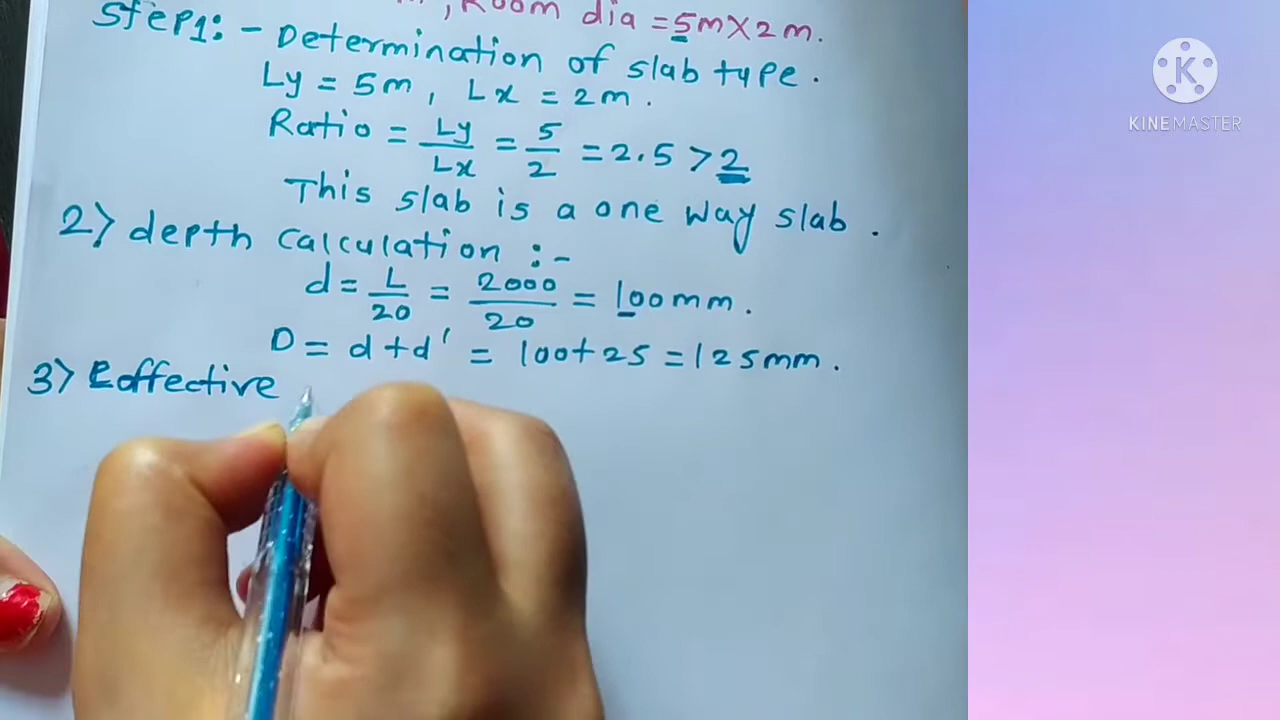 , Room dia = 5m X 2m.
Step1: - Determination of slab type.
Ly = 5m, Lx = 2m.
Ratio = Ly/Lx = 5/2 = 2.5 > 2
This slab is a one way slab.
2) depth calculation :-
d = L/20 = 2000/20 = 100mm.
D = d + d' = 100 + 25 = 125mm.
3) Eoffective
KINEMASTER